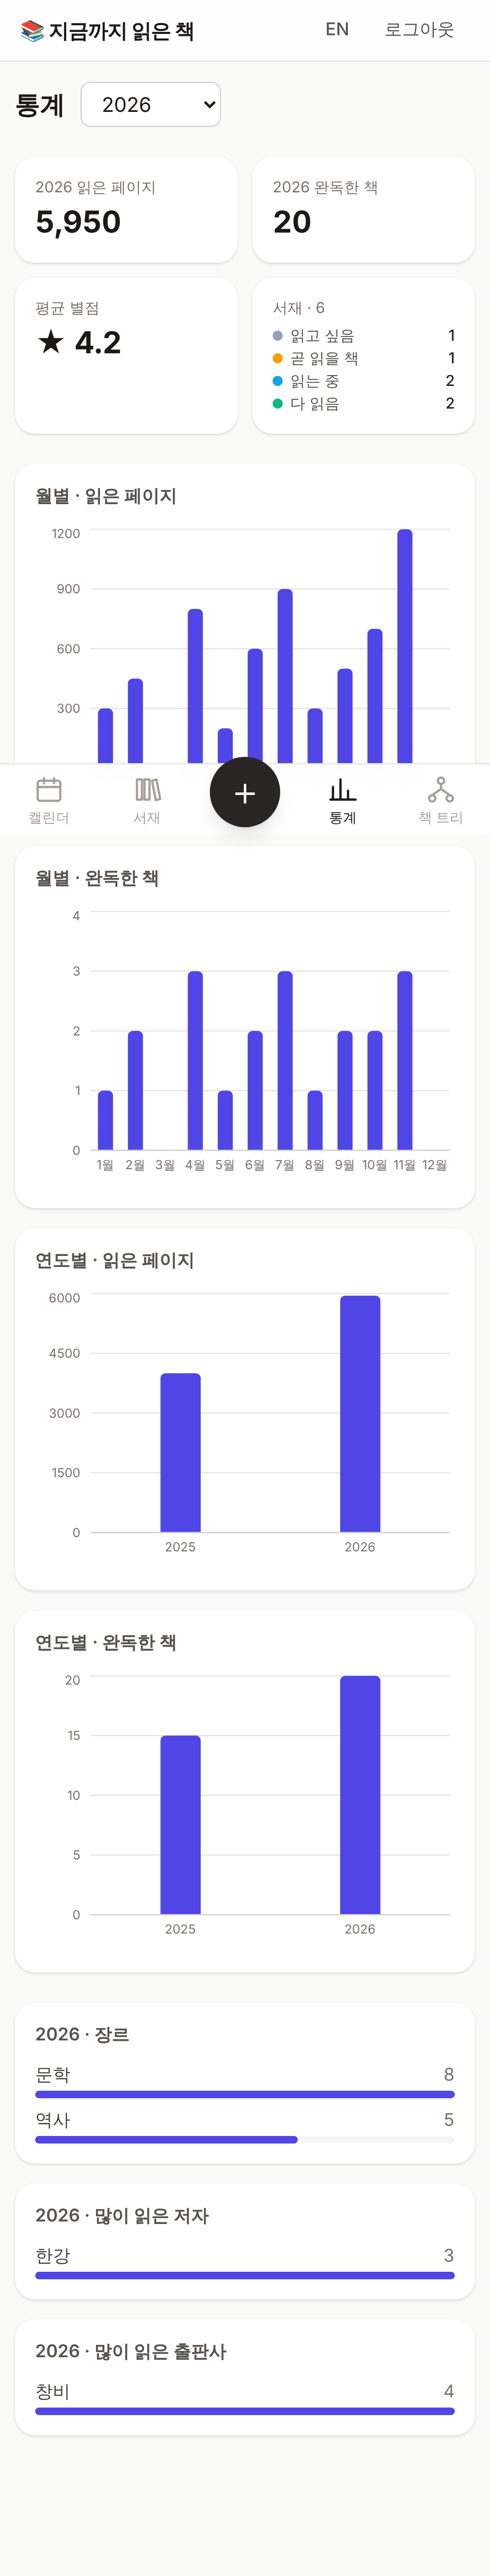 📚 지금까지 읽은 책 EN 로그아웃
통계 2026
2026 읽은 페이지
5,950
2026 완독한 책
20
평균 별점
★ 4.2
서재 · 6
읽고 싶음 1
곧 읽을 책 1
읽는 중 2
다 읽음 2
월별 · 읽은 페이지
1200
900
600
300
캘린더 서재 + 통계 책 트리
월별 · 완독한 책
4
3
2
1
0
1월 2월 3월 4월 5월 6월 7월 8월 9월 10월 11월 12월
연도별 · 읽은 페이지
6000
4500
3000
1500
0
2025 2026
연도별 · 완독한 책
20
15
10
5
0
2025 2026
2026 · 장르
문학 8
역사 5
2026 · 많이 읽은 저자
한강 3
2026 · 많이 읽은 출판사
창비 4